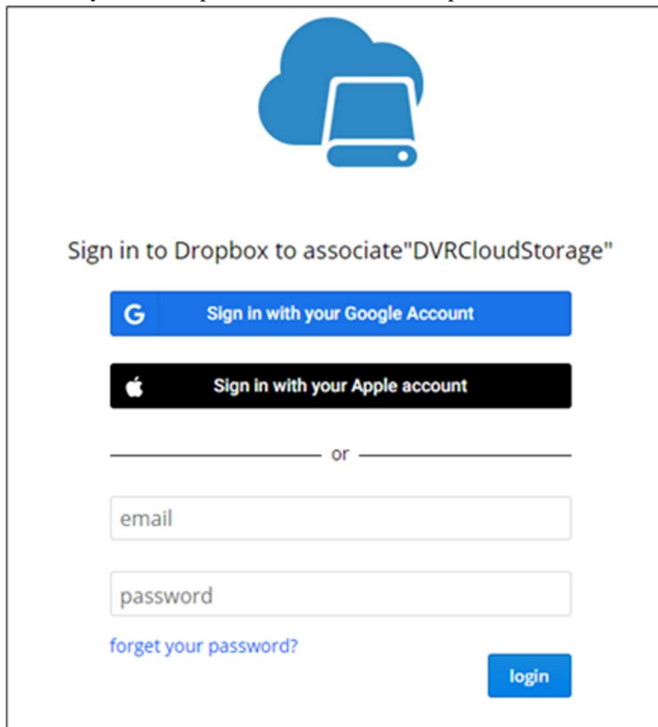 Sign in to Dropbox to associate"DVRCloudStorage"
G Sign in with your Google Account
Sign in with your Apple account
or
email
password
forget your password?
login